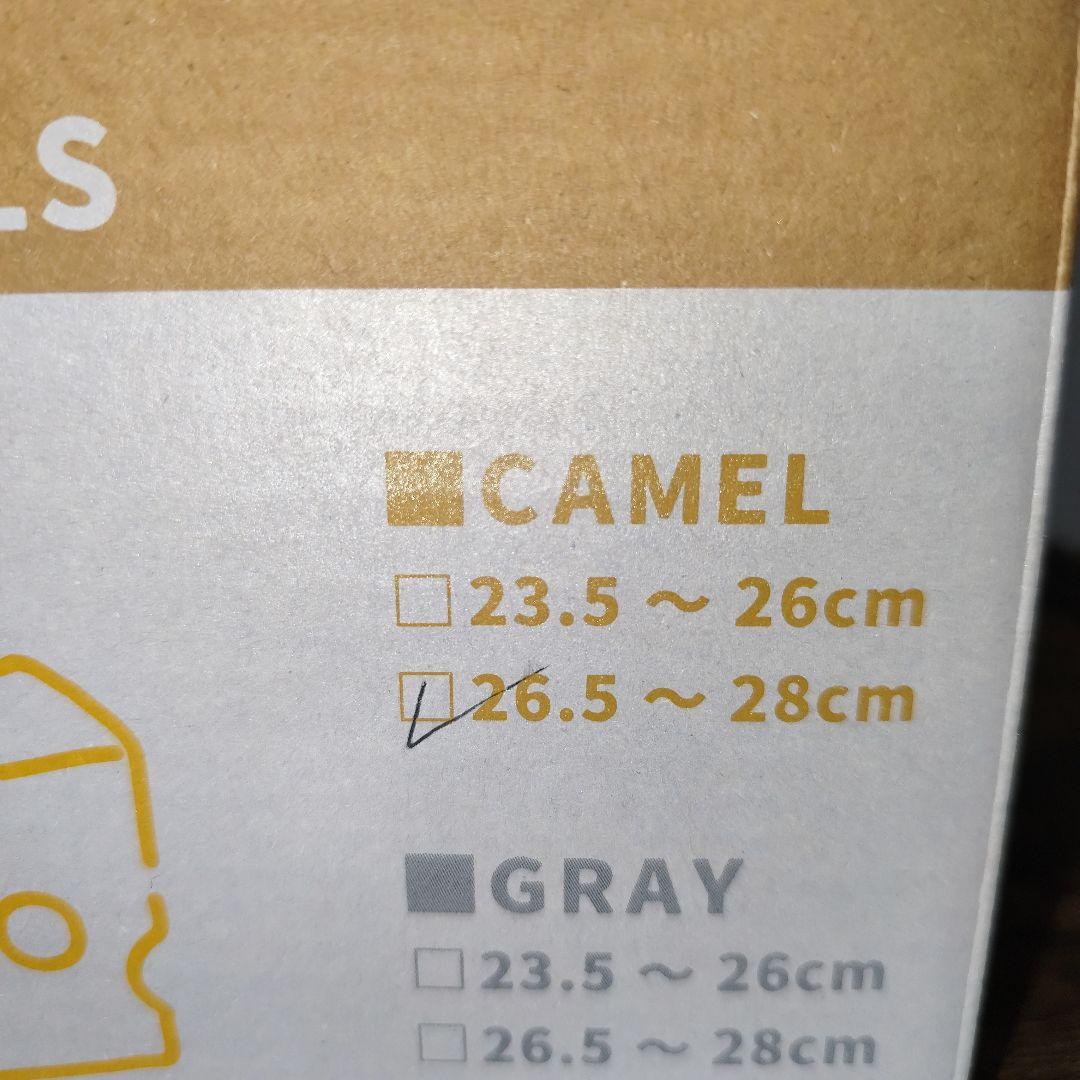 LS
■CAMEL
□23.5 ～ 26cm
☑26.5 ～ 28cm
■GRAY
□23.5 ～ 26cm
□26.5 ～ 28cm